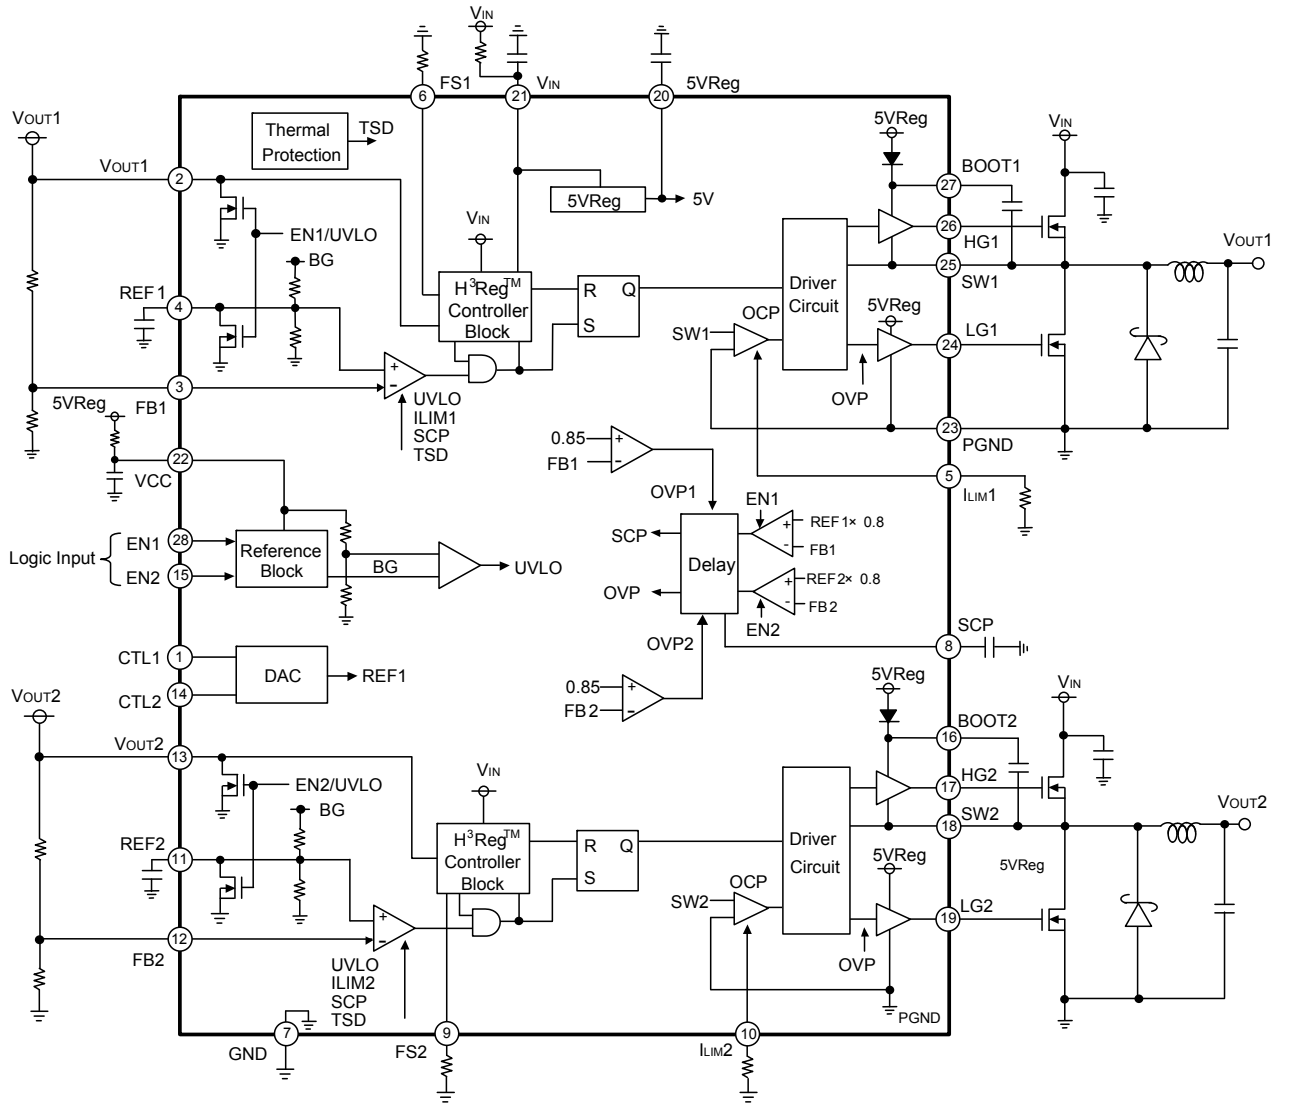 VIN
FS1
VIN
5VReg
6
21
20
VOUT1
Thermal
Protection
TSD
5VReg
VIN
VOUT1
2
BOOT1
27
5VReg
5V
EN1/UVLO
VIN
BG
26
HG1
VOUT1
25
SW1
REF1
4
H³Reg™
Controller
Block
R
Q
S
Driver
Circuit
5VReg
OCP
SW1
LG1
24
OVP
3
FB1
5VReg
UVLO
ILIM1
SCP
TSD
23
PGND
22
VCC
0.85
FB1
5
ILIM1
OVP1
EN1
REF1× 0.8
FB1
Logic Input
EN1
28
EN2
15
Reference
Block
BG
UVLO
SCP
Delay
OVP
REF2× 0.8
FB2
EN2
OVP2
SCP
8
CTL1
1
DAC
REF1
CTL2
14
0.85
FB2
5VReg
VIN
VOUT2
VOUT2
13
BOOT2
16
EN2/UVLO
VIN
BG
HG2
17
VOUT2
SW2
18
REF2
11
H³Reg™
Controller
Block
R
Q
S
Driver
Circuit
5VReg
5VReg
OCP
SW2
LG2
19
12
FB2
OVP
UVLO
ILIM2
SCP
TSD
PGND
7
GND
9
FS2
10
ILIM2